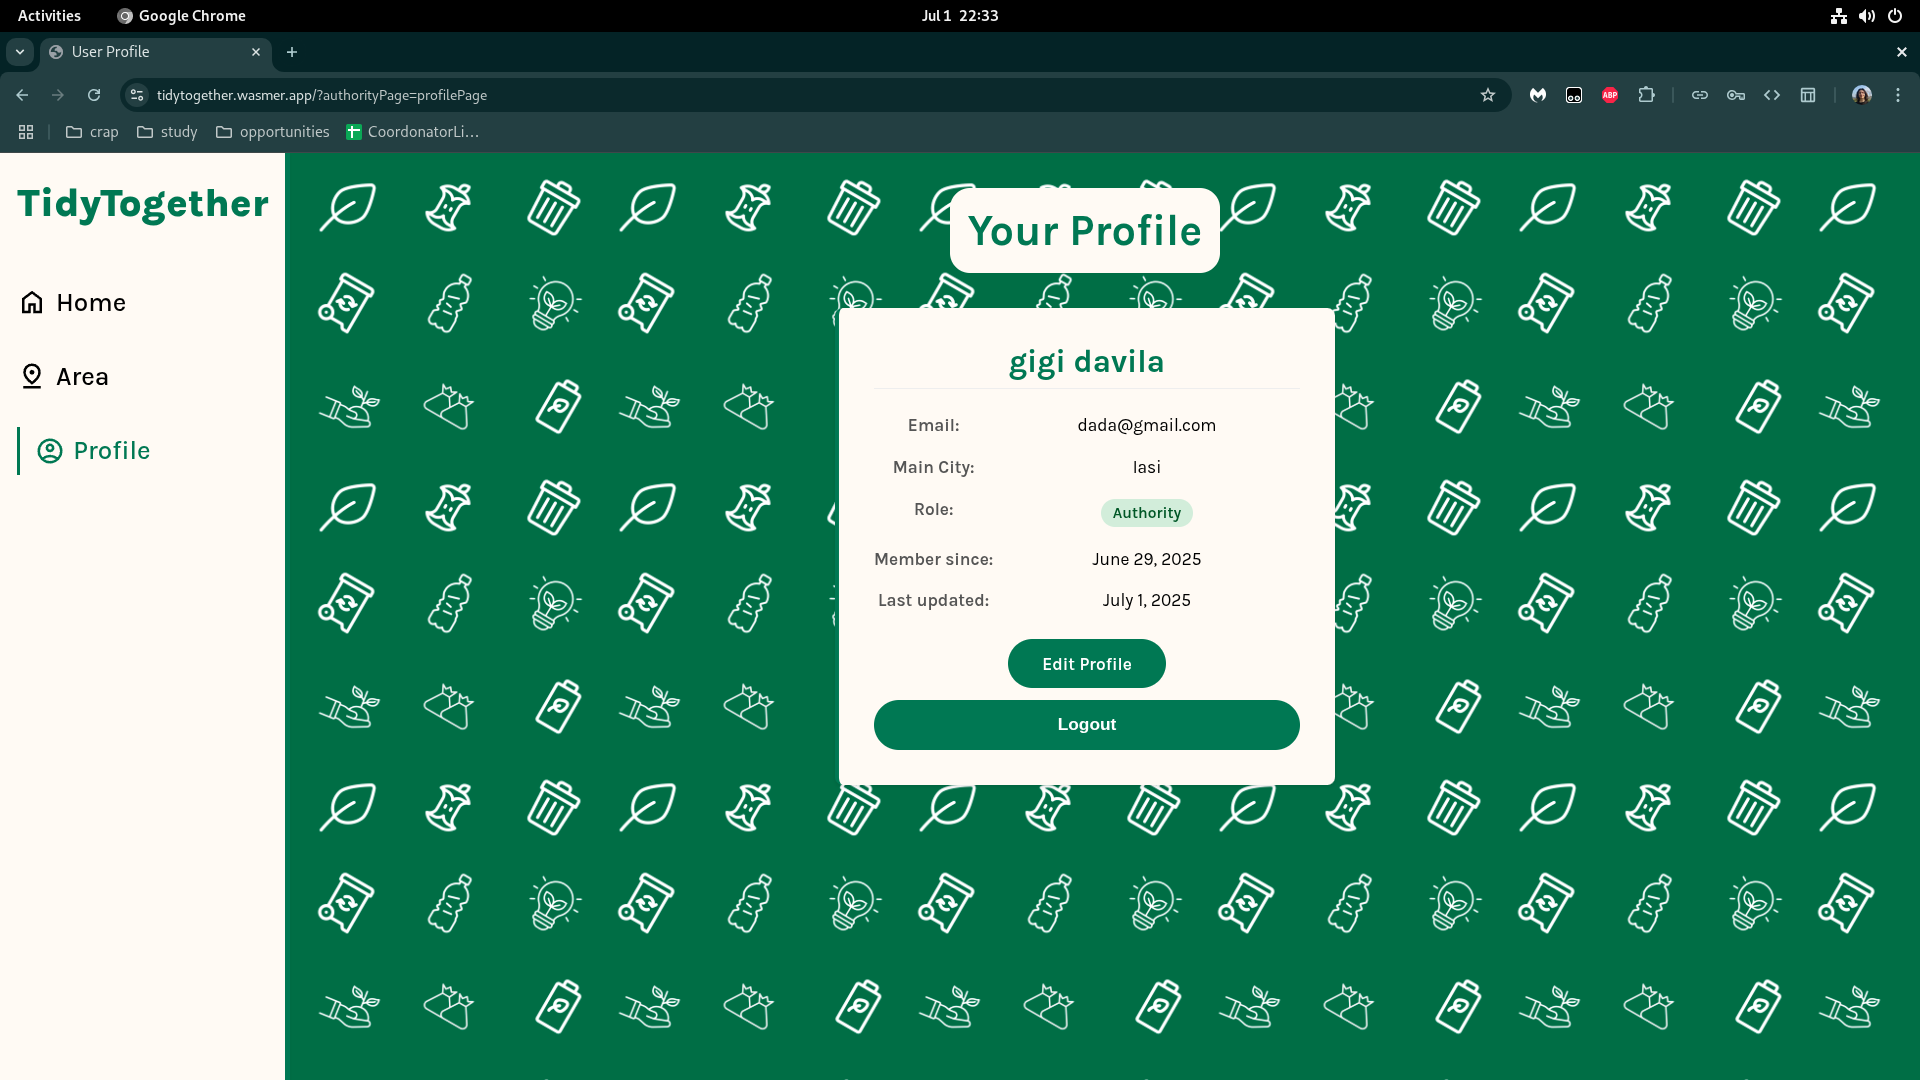 Activities
Google Chrome
Jul 1 22:33
User Profile
tidytogether.wasmer.app/?authorityPage=profilePage
ABP
crap
study
opportunities
CoordonatorLi...
TidyTogether
Home
Area
Profile
Your Profile
gigi davila
Email: dada@gmail.com
Main City: Iasi
Role: Authority
Member since: June 29, 2025
Last updated: July 1, 2025
Edit Profile
Logout